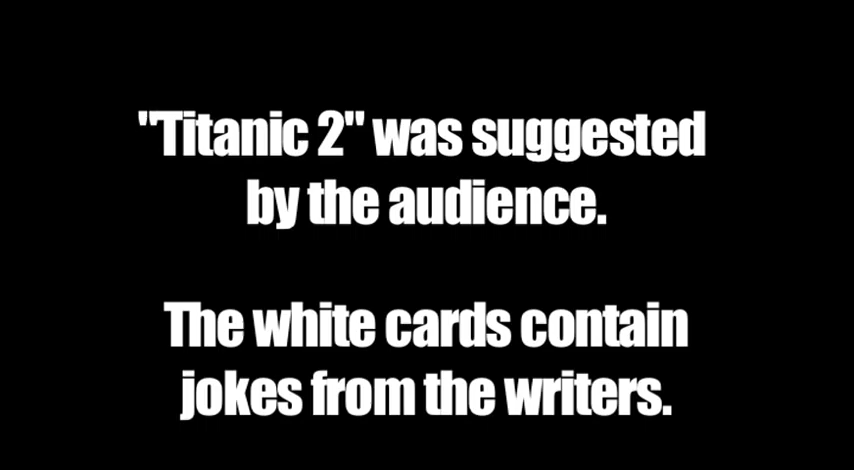 "Titanic 2" was suggested
by the audience.
The white cards contain
jokes from the writers.